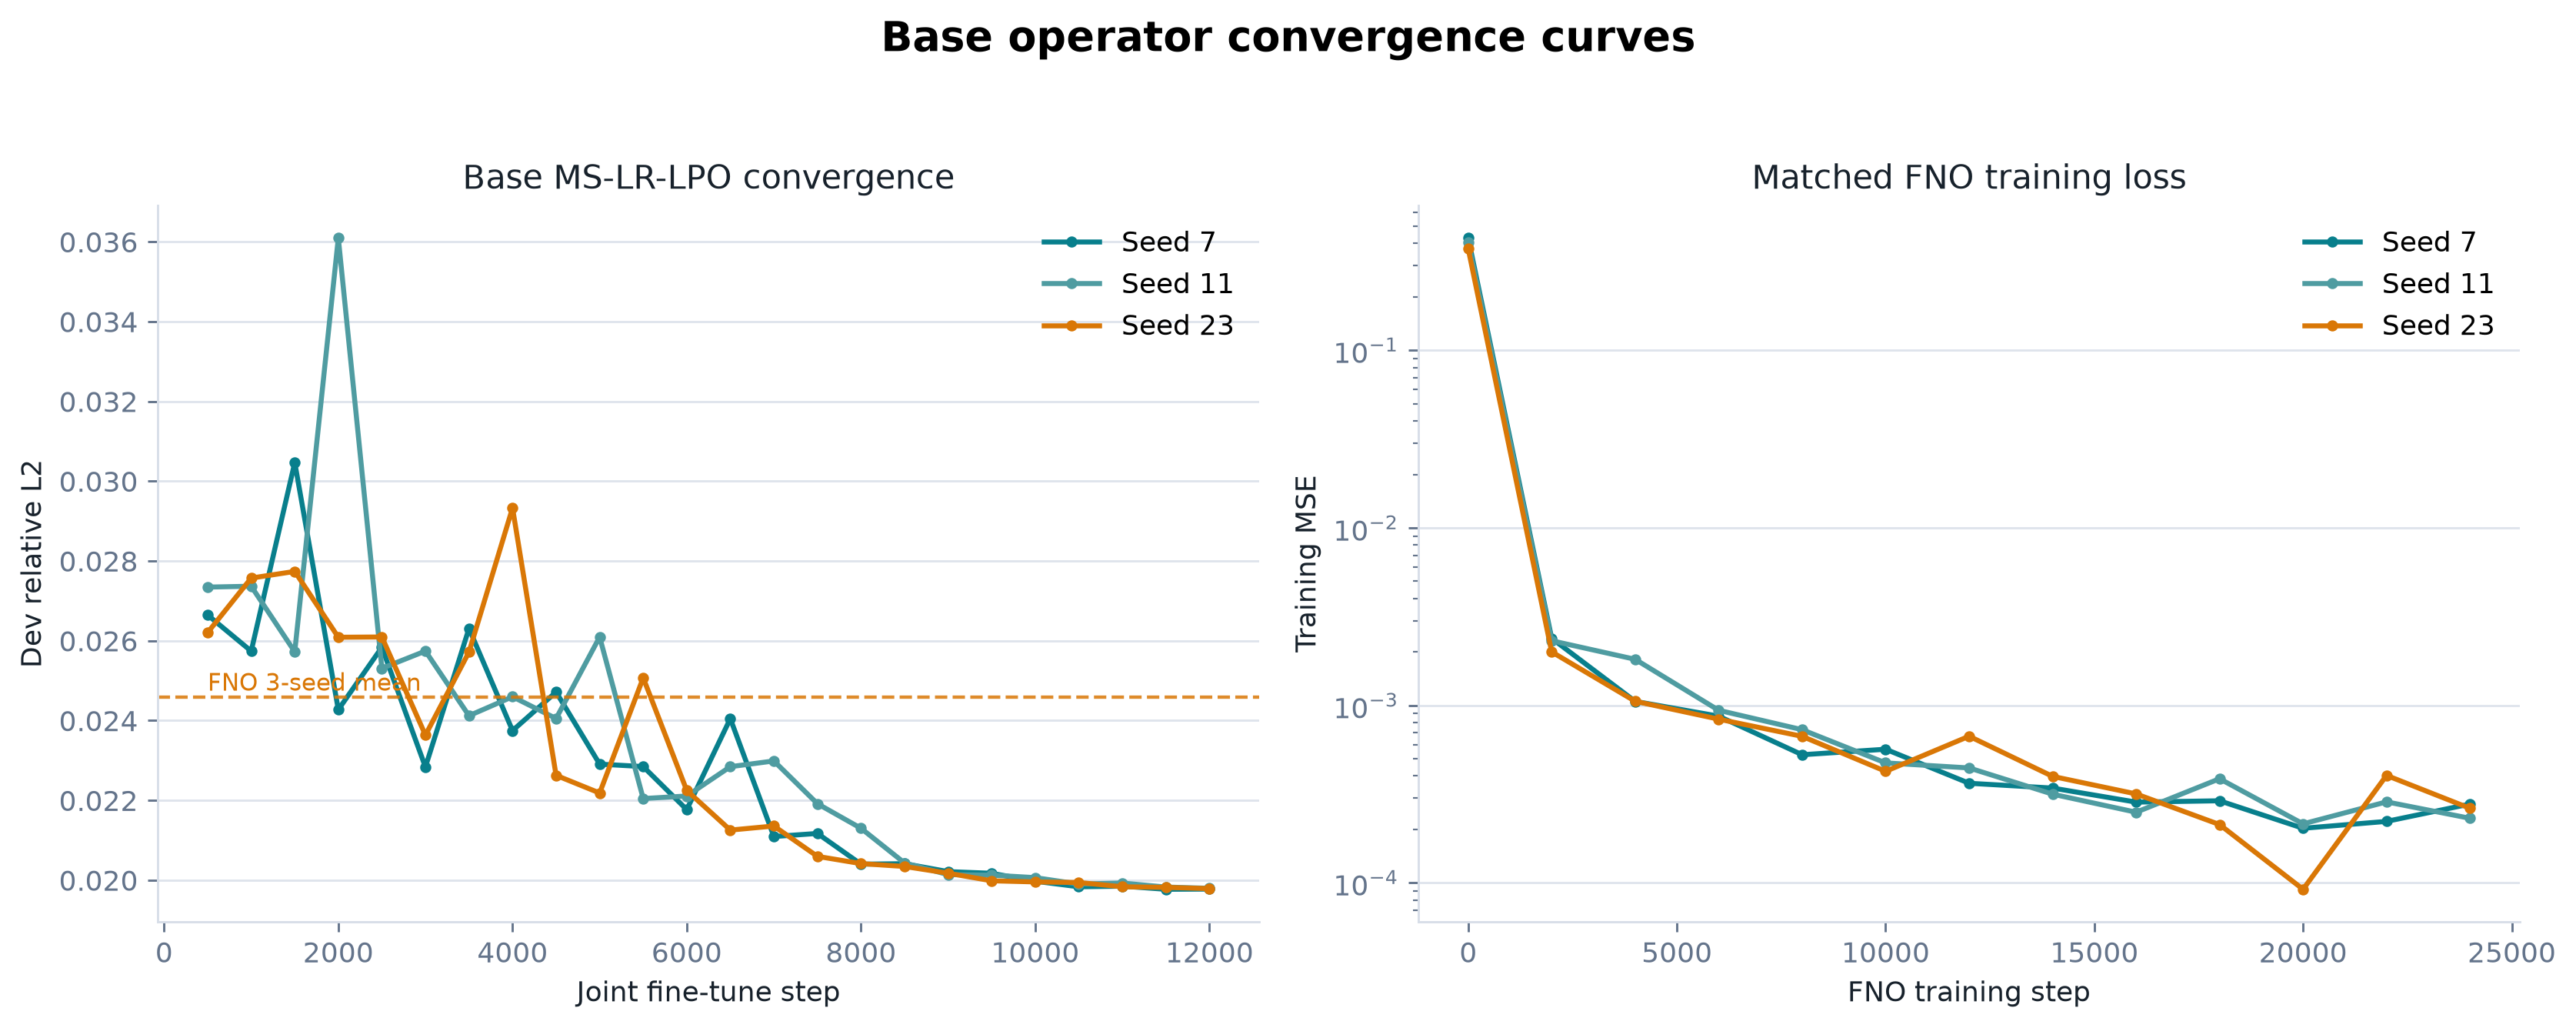 Base operator convergence curves
Base MS-LR-LPO convergence
Dev relative L2
0.036
0.034
0.032
0.030
0.028
0.026
0.024
0.022
0.020
Seed 7
Seed 11
Seed 23
FNO 3-seed mean
0 2000 4000 6000 8000 10000 12000
Joint fine-tune step
Matched FNO training loss
Training MSE
10⁻¹
10⁻²
10⁻³
10⁻⁴
Seed 7
Seed 11
Seed 23
0 5000 10000 15000 20000 25000
FNO training step